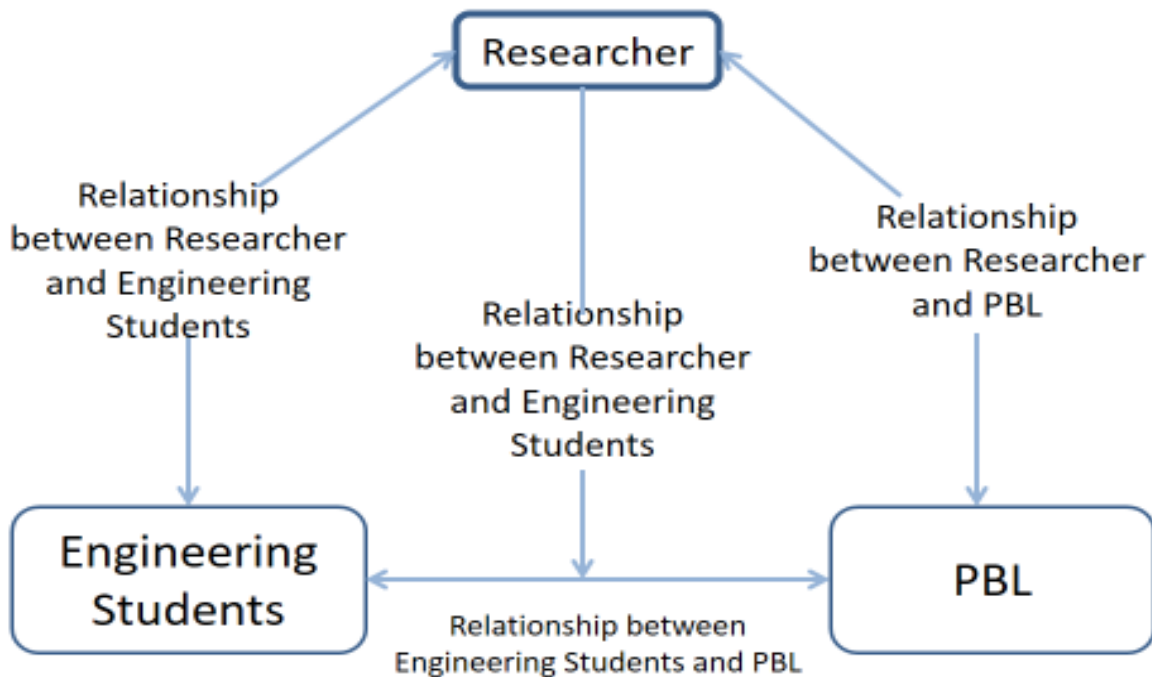 Researcher
Relationship
between Researcher
and Engineering
Students
Relationship
between Researcher
and Engineering
Students
Relationship
between Researcher
and PBL
Engineering
Students
PBL
Relationship between
Engineering Students and PBL